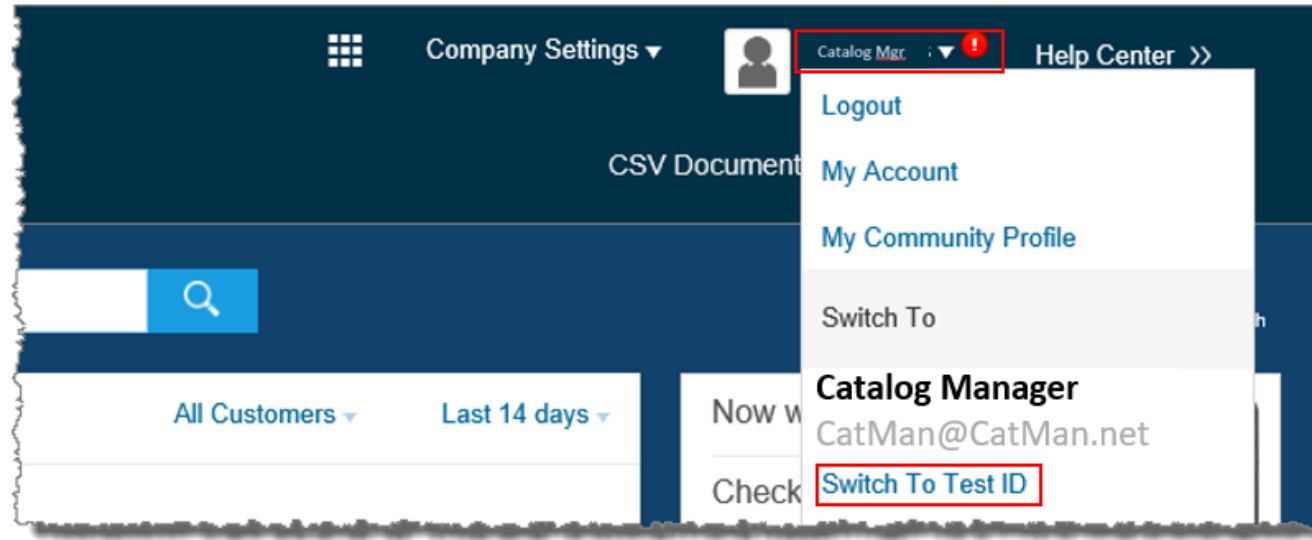 Company Settings
Catalog Mgr.
!
Help Center >>
Logout
CSV Document
My Account
My Community Profile
Switch To
h
Catalog Manager
All Customers
Last 14 days
Now w
CatMan@CatMan.net
Check
Switch To Test ID